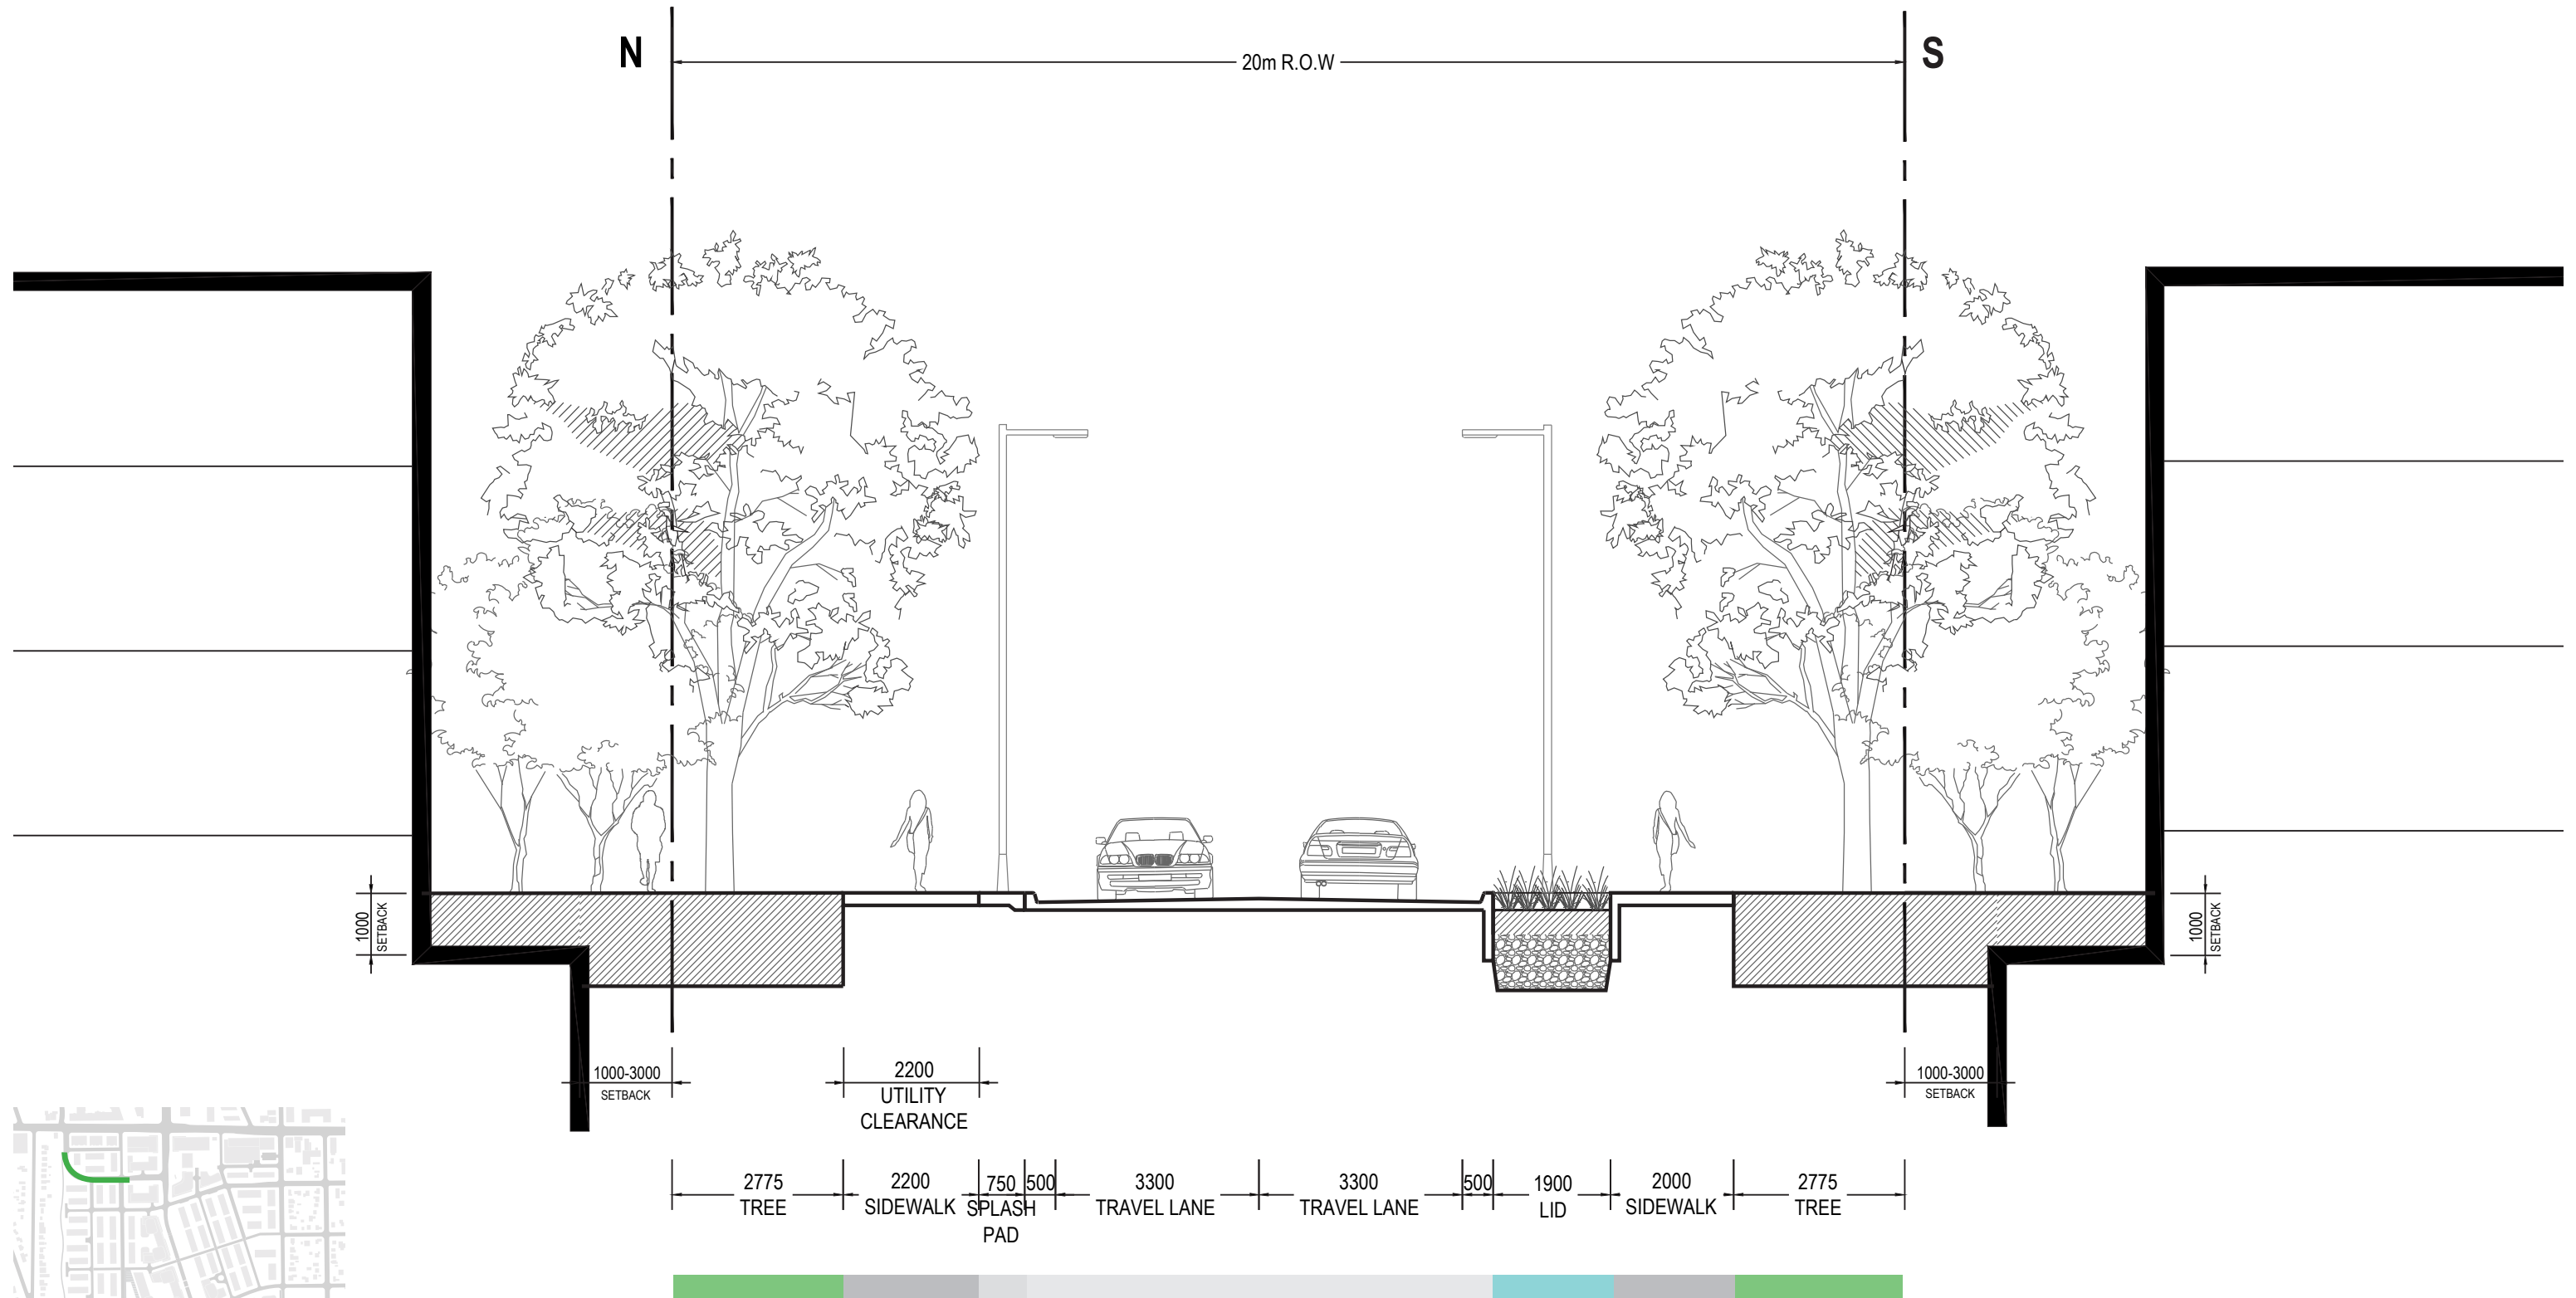 N
20m R.O.W
S
1000
SETBACK
1000
SETBACK
1000-3000
SETBACK
2200
UTILITY
CLEARANCE
1000-3000
SETBACK
2775
TREE
2200
SIDEWALK
750
SPLASH
PAD
500
3300
TRAVEL LANE
3300
TRAVEL LANE
500
1900
LID
2000
SIDEWALK
2775
TREE